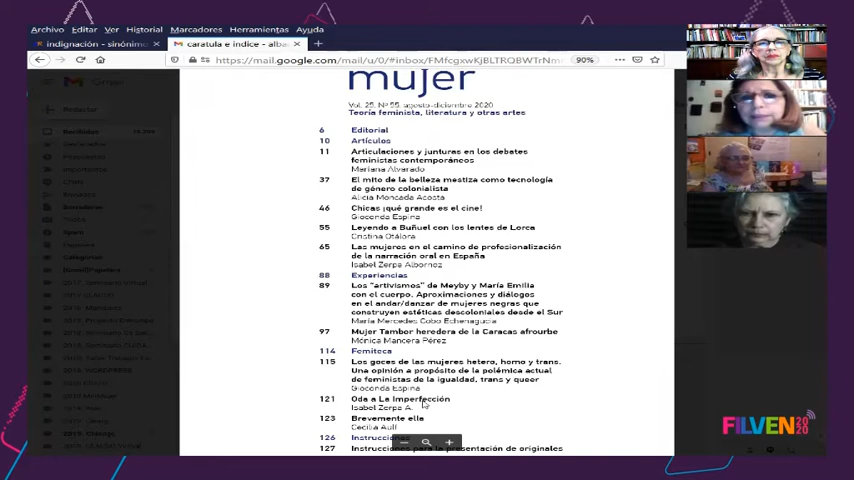 Archivo Editar Ver Historial Marcadores Herramientas Ayuda
indignación - sinónimo
caratula e indice - alba
https://mail.google.com/mail/u/0/#inbox/FMfcgxwKjBLTRQBWTrNm
90%
mujer
Vol. 25, Nº 55, agosto-diciembre 2020
Teoría feminista, literatura y otras artes
6 Editorial
10 Artículos
11 Articulaciones y junturas en los debates
feministas contemporáneos
Mariana Alvarado
37 El mito de la belleza mestiza como tecnología
de género colonialista
Alicia Moncada Acosta
46 Chicas ¡qué grande es el cine!
Gioconda Espina
55 Leyendo a Buñuel con los lentes de Lorca
Cristina Otálora
65 Las mujeres en el camino de profesionalización
de la narración oral en España
Isabel Zerpa Albornoz
88 Experiencias
89 Los "artivismos" de Meyby y María Emilia
con el cuerpo. Aproximaciones y diálogos
en el andar/danzar de mujeres negras que
construyen estéticas descoloniales desde el Sur
María Mercedes Cobo Echenagucia
97 Mujer Tambor heredera de la Caracas afrourbe
Mónica Mancera Pérez
114 Femiteca
115 Los goces de las mujeres hetero, homo y trans.
Una opinión a propósito de la polémica actual
de feministas de la igualdad, trans y queer
Gioconda Espina
121 Oda a La Imperfección
Isabel Zerpa A.
123 Brevemente ella
Cecilia Aulf
126 Instrucciones
127 Instrucciones para la presentación de originales
FILVEN 2020